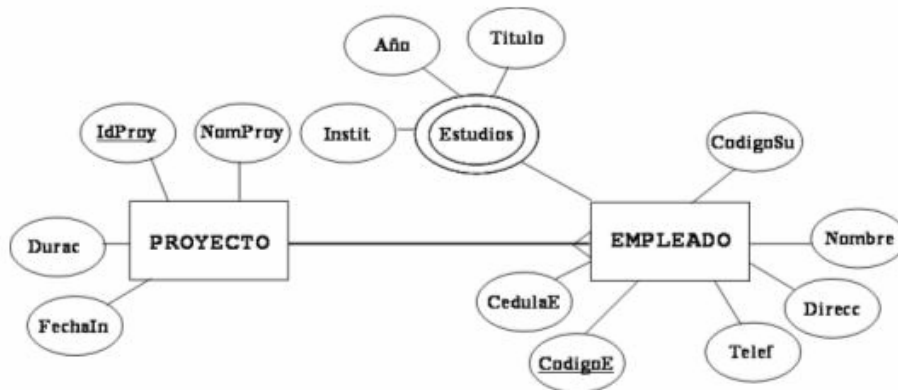 Año
Titulo
IdProy
NomProy
Instit
Estudios
CodigoSu
Durac
PROYECTO
EMPLEADO
Nombre
FechaIn
CedulaE
Direcc
CodigoE
Telef